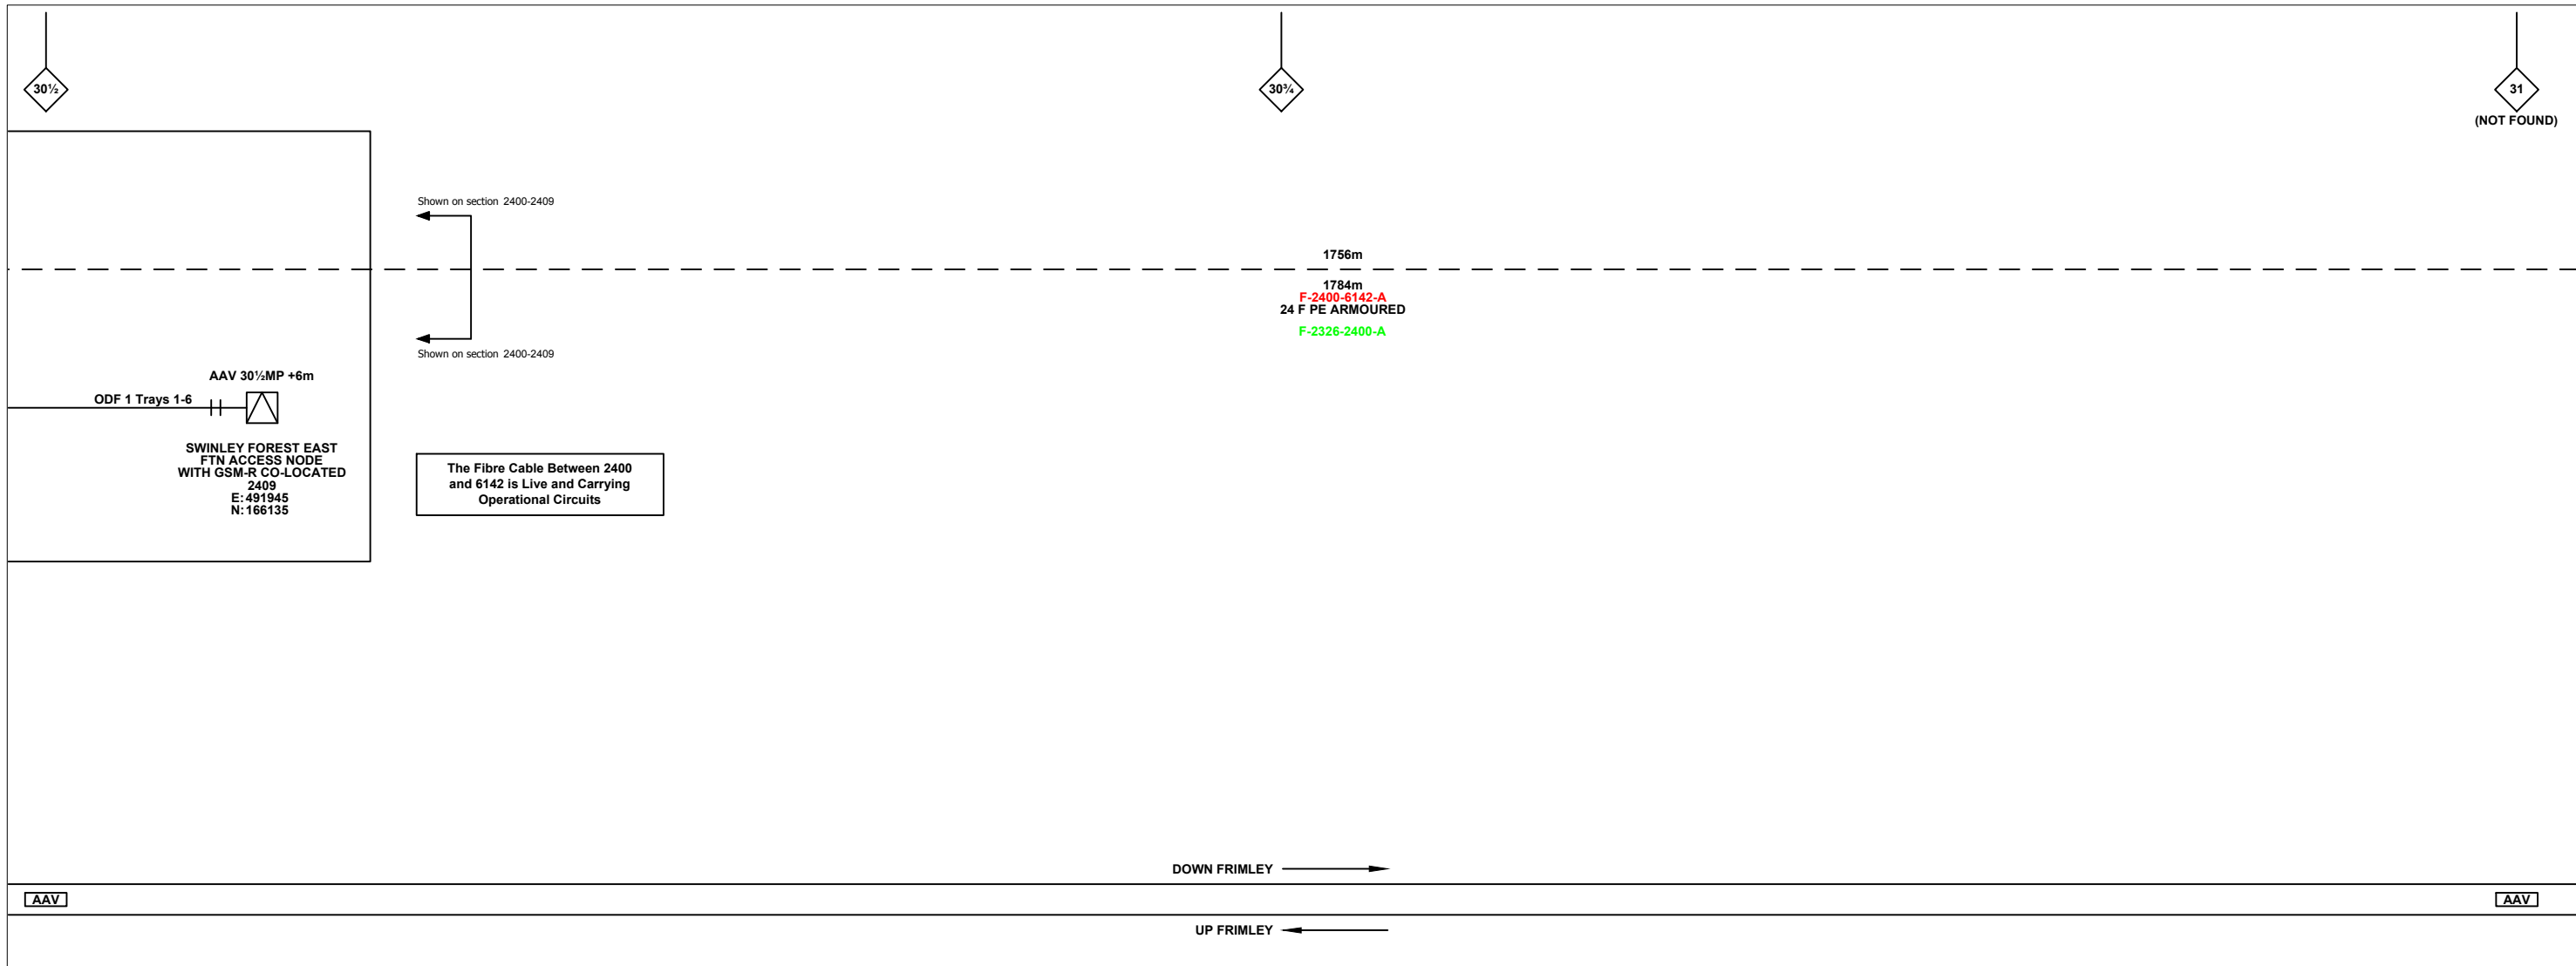 30½
30¾
31
(NOT FOUND)
Shown on section 2400-2409
1756m
1784m
F-2400-6142-A
24 F PE ARMOURED
F-2326-2400-A
Shown on section 2400-2409
AAV 30½MP +6m
ODF 1 Trays 1-6
SWINLEY FOREST EAST
FTN ACCESS NODE
WITH GSM-R CO-LOCATED
2409
E: 491945
N: 166135
The Fibre Cable Between 2400
and 6142 is Live and Carrying
Operational Circuits
DOWN FRIMLEY
AAV
AAV
UP FRIMLEY